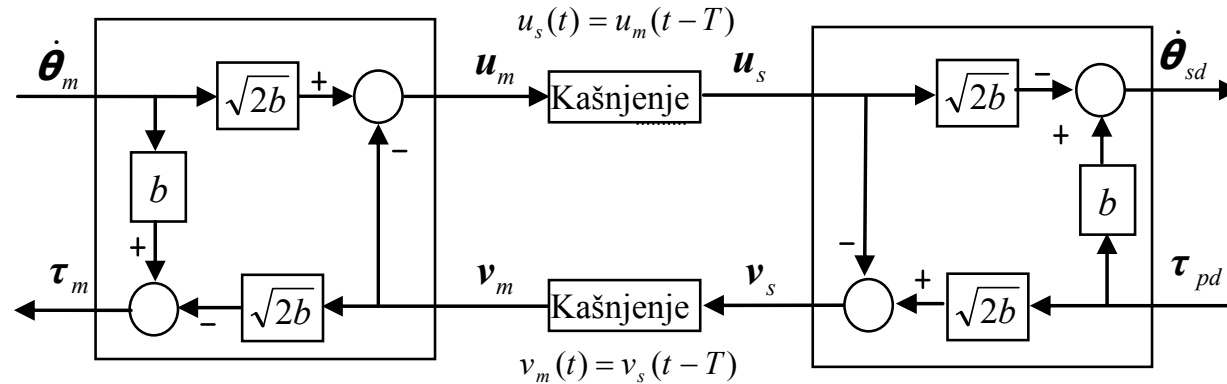 u_s(t) = u_m(t − T)
θ̇_m
√2b
+
−
b
+
τ_m
−
√2b
u_m
Kašnjenje
u_s
v_m
Kašnjenje
v_s
v_m(t) = v_s(t − T)
√2b
−
+
θ̇_sd
b
−
+
√2b
τ_pd